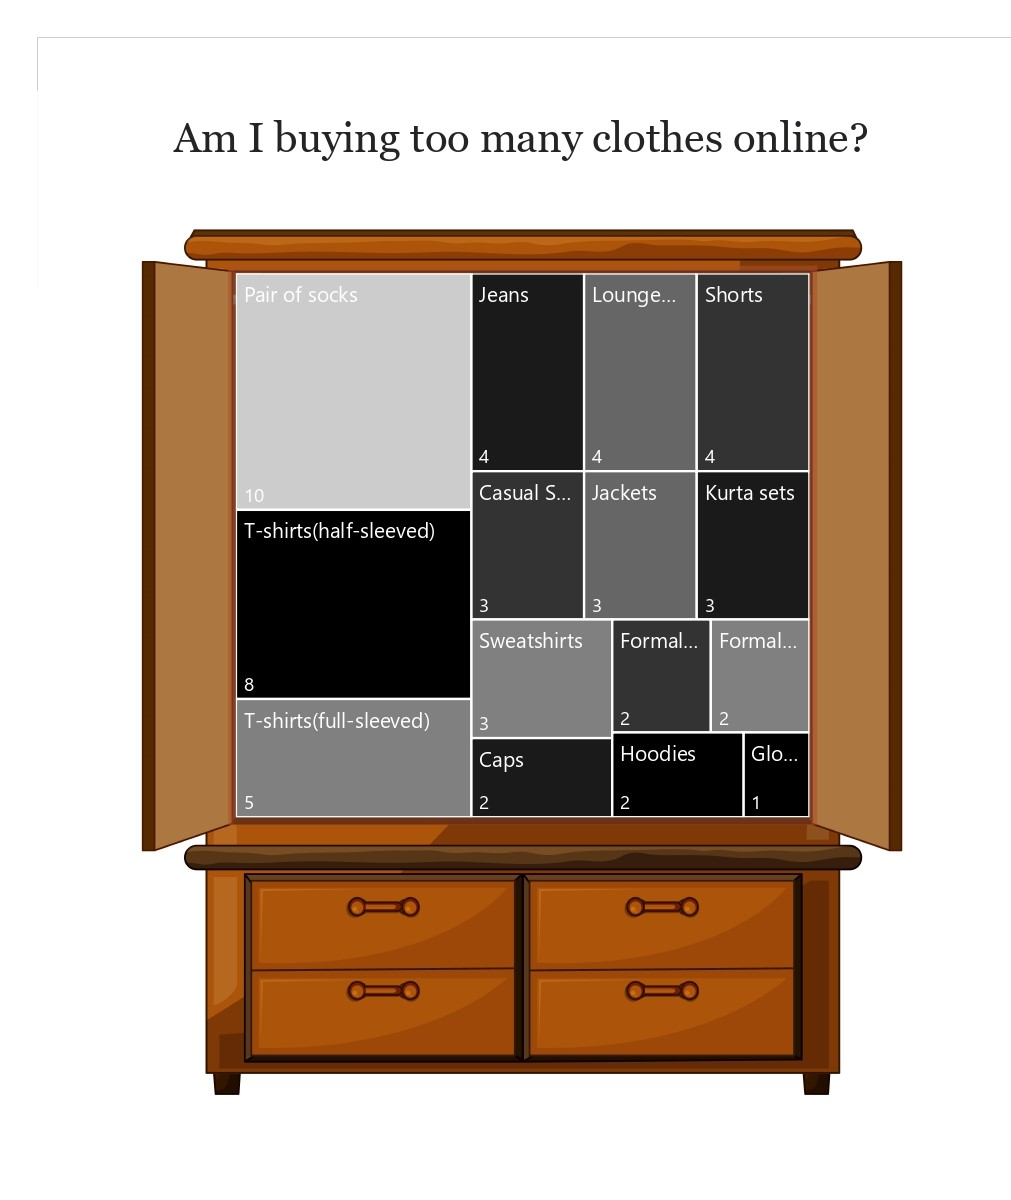 Am I buying too many clothes online?
Pair of socks
10
T-shirts(half-sleeved)
8
T-shirts(full-sleeved)
5
Jeans
4
Lounge...
4
Shorts
4
Casual S...
3
Jackets
3
Kurta sets
3
Sweatshirts
3
Formal...
2
Formal...
2
Caps
2
Hoodies
2
Glo...
1